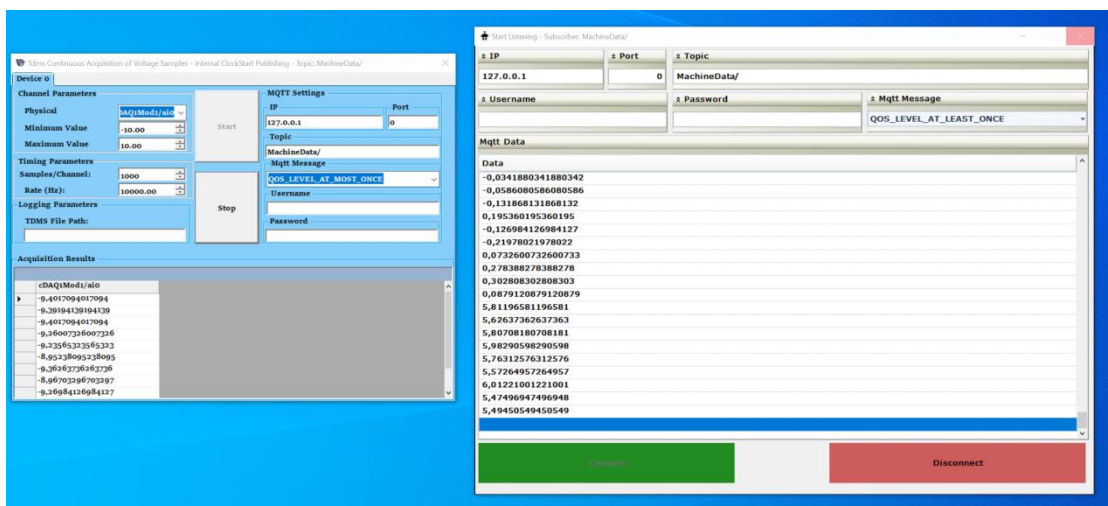 Tdms Continuous Acquisition of Voltage Samples - Internal ClockStart Publishing - Topic: MachineData/
Device 0
Channel Parameters
Physical
Minimum Value
-10.00
Maximum Value
10.00
Timing Parameters
Samples/Channel:
1000
Rate (Hz):
10000.00
Logging Parameters
TDMS File Path:
Start
Stop
MQTT Settings
IP
Port
127.0.0.1
0
Topic
MachineData/
Mqtt Message
QOS_LEVEL_AT_MOST_ONCE
Username
Password
Acquisition Results
cDAQ1Mod1/ai0
-9,4017094017094
-9,39194139194139
-9,4017094017094
-9,26007326007326
-9,23565323565323
-8,95238095238095
-9,36263736263736
-8,96703296703297
-9,26984126984127
Start Listening - Subscriber: MachineData/
IP
Port
Topic
127.0.0.1
0
MachineData/
Username
Password
Mqtt Message
QOS_LEVEL_AT_LEAST_ONCE
Mqtt Data
Data
-0,0341880341880342
-0,0586080586080586
-0,131868131868132
0,195360195360195
-0,126984126984127
-0,21978021978022
0,0732600732600733
0,278388278388278
0,302808302808303
0,0879120879120879
5,81196581196581
5,62637362637363
5,80708180708181
5,98290598290598
5,76312576312576
5,57264957264957
6,01221001221001
5,47496947496948
5,49450549450549
Connect
Disconnect